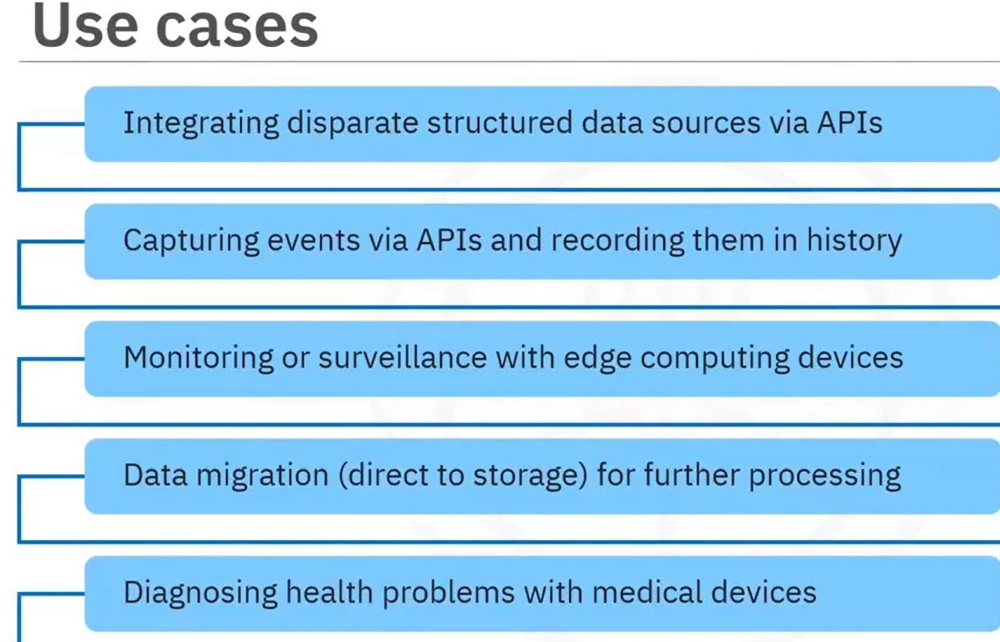 Use cases
Integrating disparate structured data sources via APIs
Capturing events via APIs and recording them in history
Monitoring or surveillance with edge computing devices
Data migration (direct to storage) for further processing
Diagnosing health problems with medical devices